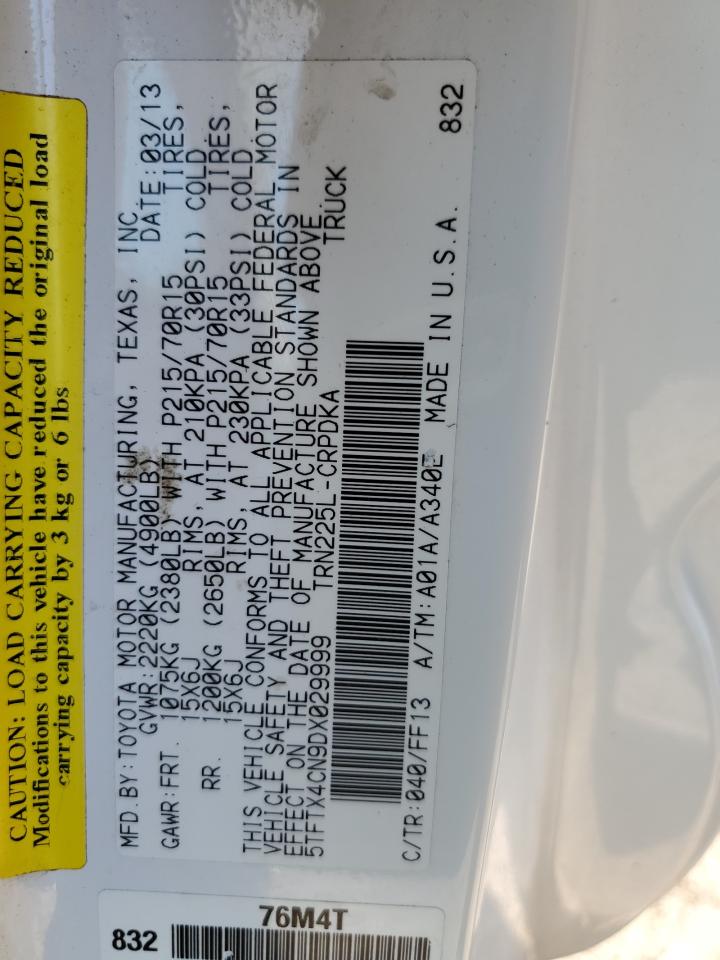 CAUTION: LOAD CARRYING CAPACITY REDUCED
Modifications to this vehicle have reduced the original load
carrying capacity by 3 kg or 6 lbs
MFD.BY:TOYOTA MOTOR MANUFACTURING, TEXAS, INC
GVWR:2220KG (4900LB) DATE:03/13
GAWR:FRT. 1075KG (2380LB) WITH P215/70R15 TIRES,
15X6J RIMS, AT 210KPA (30PSI) COLD
RR. 1200KG (2650LB) WITH P215/70R15 TIRES,
15X6J RIMS, AT 230KPA (33PSI) COLD
THIS VEHICLE CONFORMS TO ALL APPLICABLE FEDERAL MOTOR
VEHICLE SAFETY AND THEFT PREVENTION STANDARDS IN
EFFECT ON THE DATE OF MANUFACTURE SHOWN ABOVE.
5TFTX4CN9DX029999 TRN225L-CRPDKA TRUCK
C/TR:040/FF13 A/TM:A01A/A340E MADE IN U.S.A. 832
76M4T
832